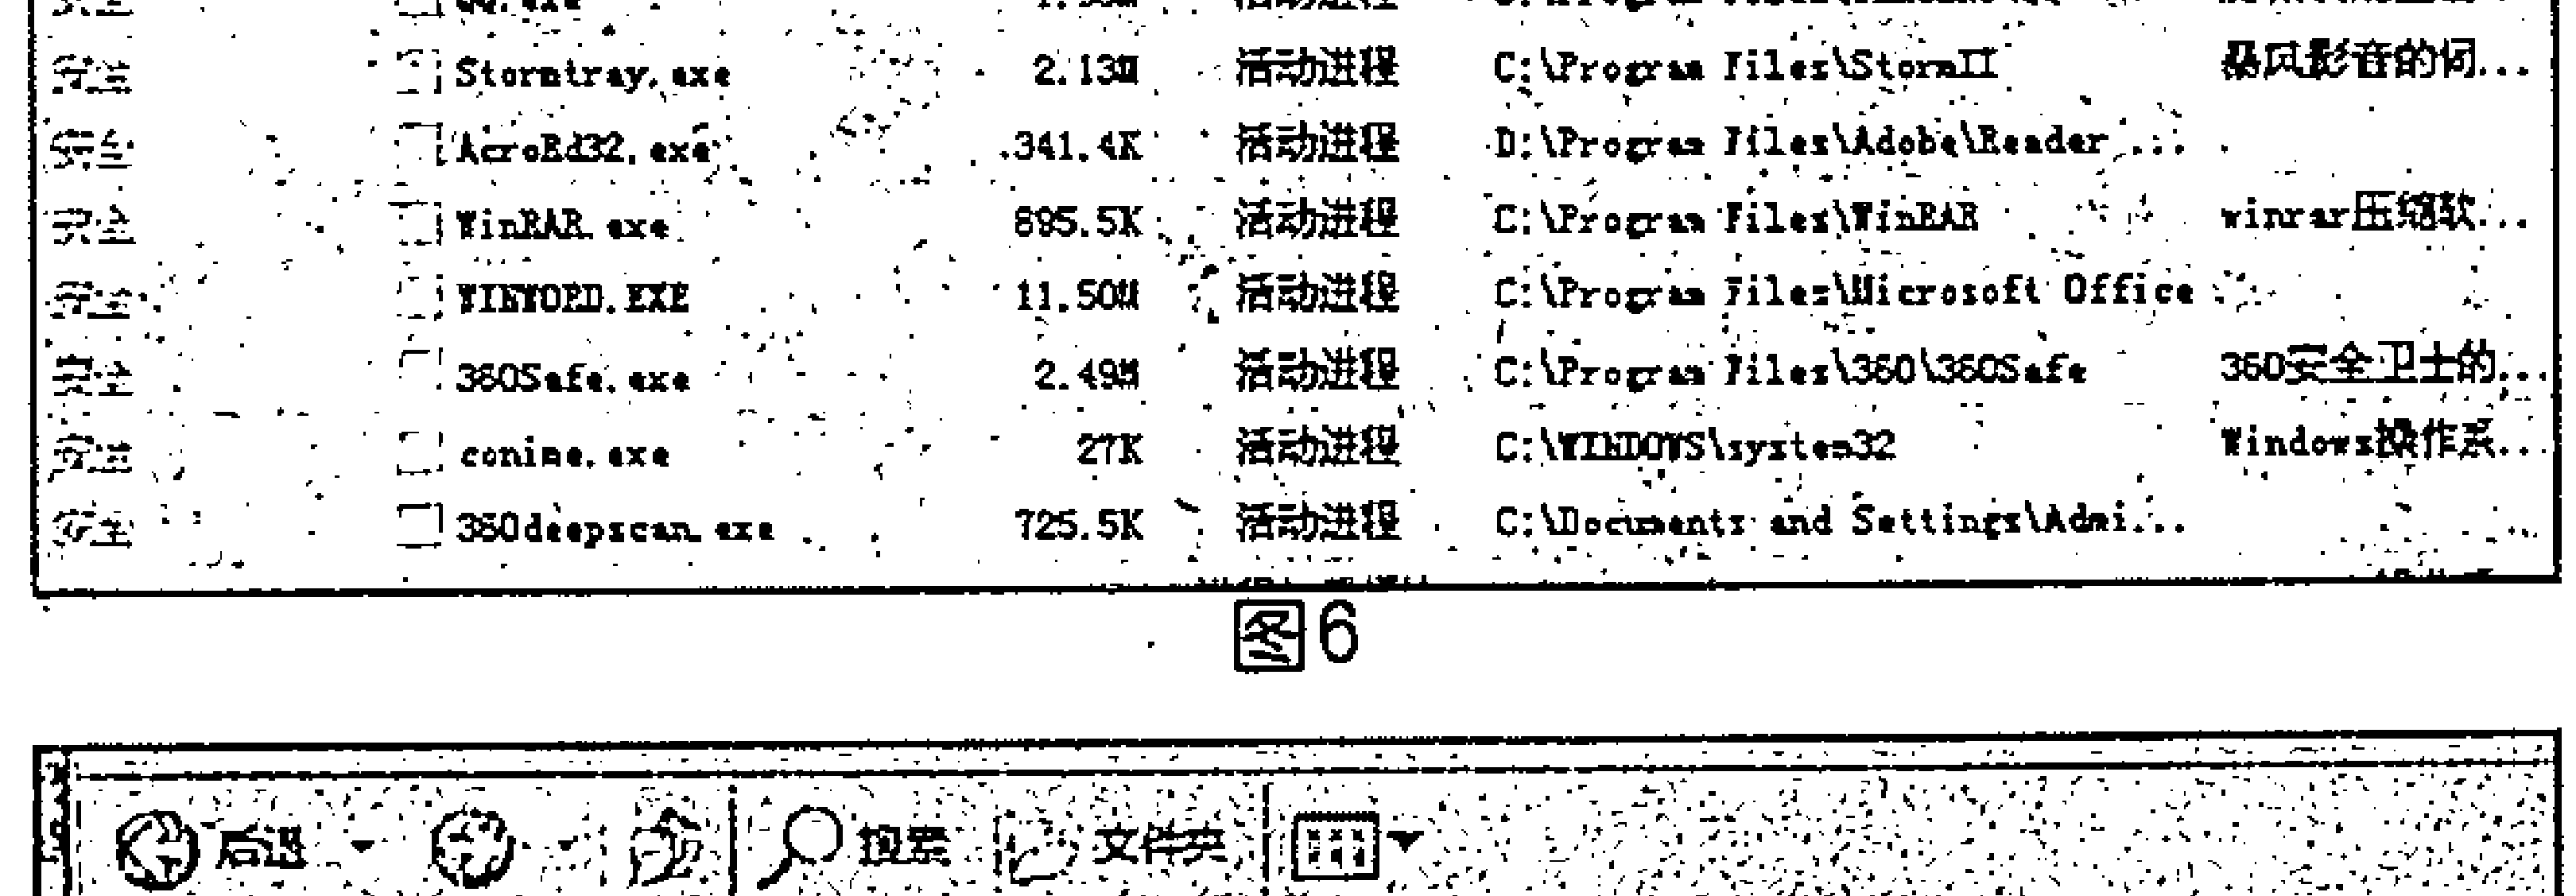 安全 Stormtray.exe 2.13M 活动进程 C:\Program Files\StormII 暴风影音的伺...
安全 AcroRd32.exe 341.4K 活动进程 D:\Program Files\Adobe\Reader ...
安全 WinRAR.exe 895.5K 活动进程 C:\Program Files\WinRAR winrar压缩软...
安全 WINWORD.EXE 11.50M 活动进程 C:\Program Files\Microsoft Office
安全 360Safe.exe 2.49M 活动进程 C:\Program Files\360\360Safe 360安全卫士的...
安全 conime.exe 27K 活动进程 C:\WINDOWS\system32 Windows操作系...
安全 360deepscan.exe 725.5K 活动进程 C:\Documents and Settings\Admi...
图6
后退 搜索 文件夹